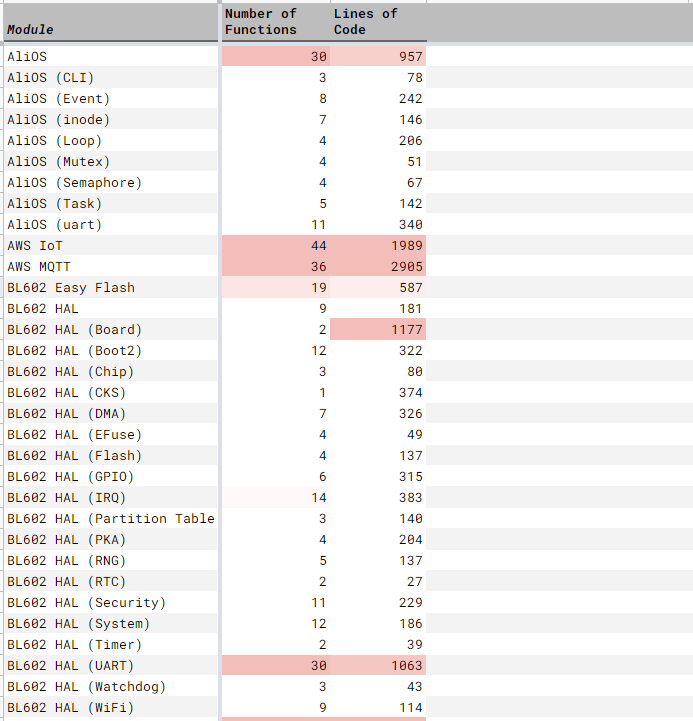 Module Number of Functions Lines of Code
AliOS 30 957
AliOS (CLI) 3 78
AliOS (Event) 8 242
AliOS (inode) 7 146
AliOS (Loop) 4 206
AliOS (Mutex) 4 51
AliOS (Semaphore) 4 67
AliOS (Task) 5 142
AliOS (uart) 11 340
AWS IoT 44 1989
AWS MQTT 36 2905
BL602 Easy Flash 19 587
BL602 HAL 9 181
BL602 HAL (Board) 2 1177
BL602 HAL (Boot2) 12 322
BL602 HAL (Chip) 3 80
BL602 HAL (CKS) 1 374
BL602 HAL (DMA) 7 326
BL602 HAL (EFuse) 4 49
BL602 HAL (Flash) 4 137
BL602 HAL (GPIO) 6 315
BL602 HAL (IRQ) 14 383
BL602 HAL (Partition Table 3 140
BL602 HAL (PKA) 4 204
BL602 HAL (RNG) 5 137
BL602 HAL (RTC) 2 27
BL602 HAL (Security) 11 229
BL602 HAL (System) 12 186
BL602 HAL (Timer) 2 39
BL602 HAL (UART) 30 1063
BL602 HAL (Watchdog) 3 43
BL602 HAL (WiFi) 9 114